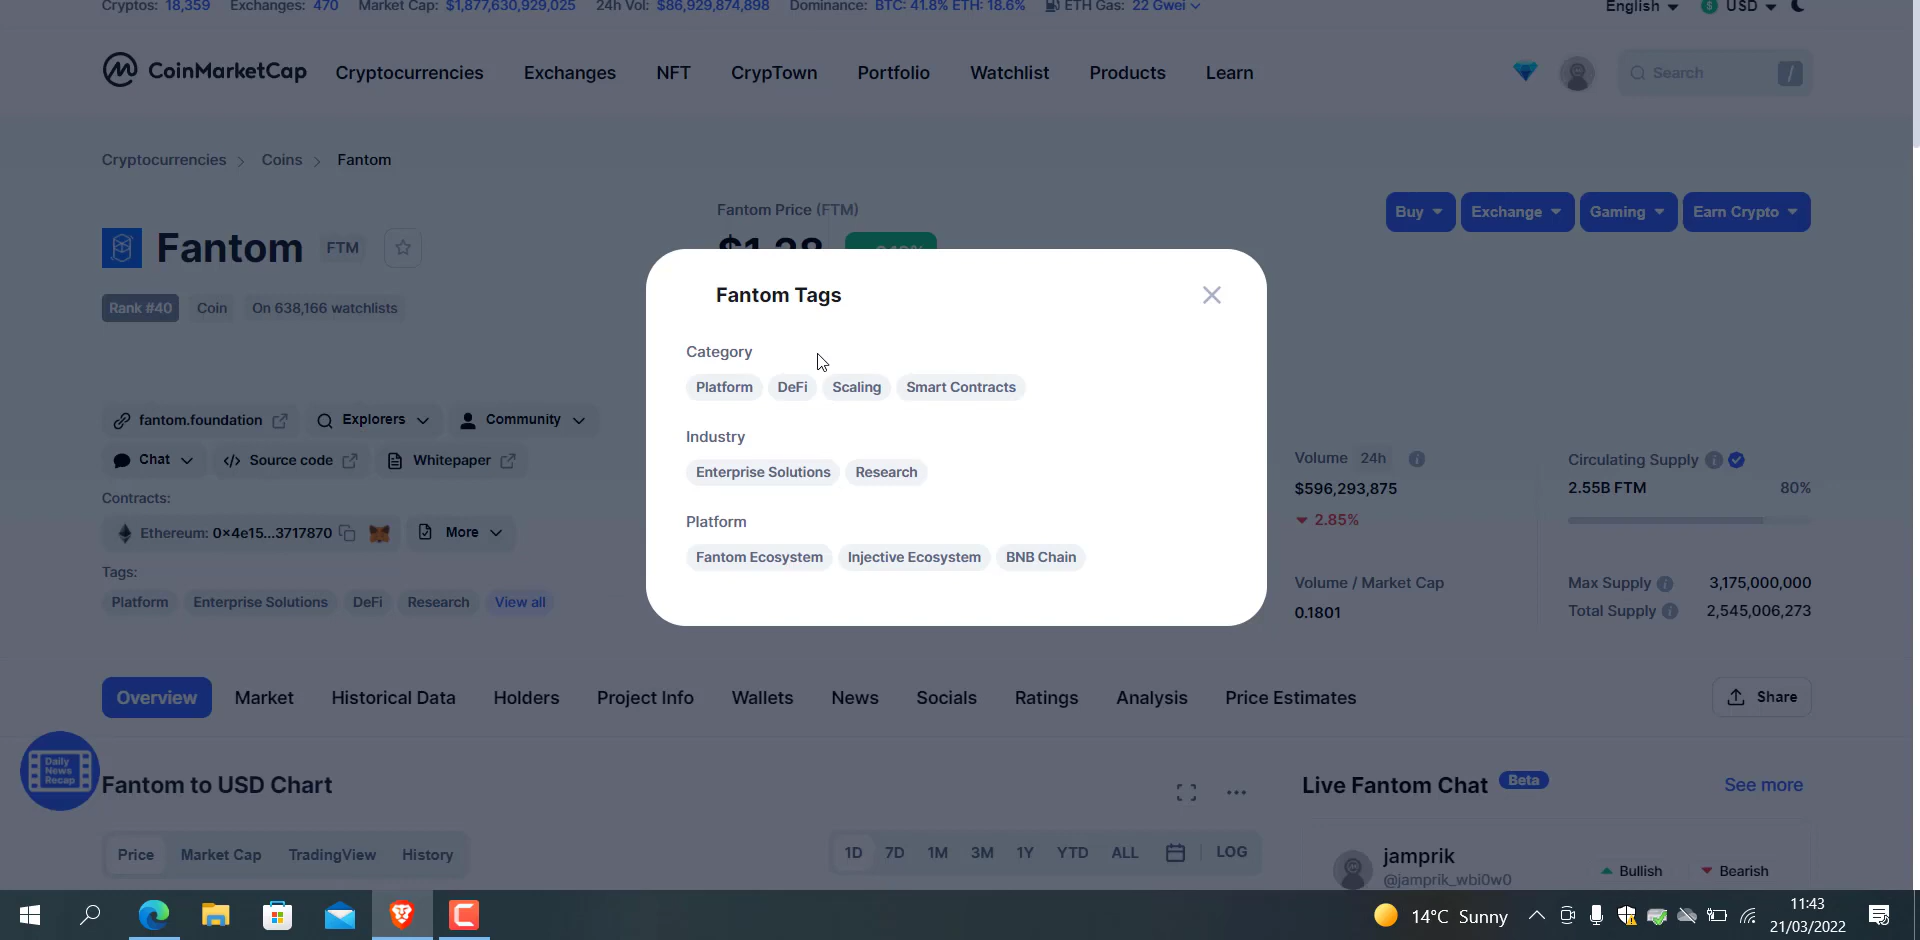 Cryptos: 18,359 Exchanges: 470 Market Cap: $1,877,630,929,025 24h Vol: $86,929,874,898 Dominance: BTC: 41.8% ETH: 18.6% ETH Gas: 22 Gwei English USD
CoinMarketCap Cryptocurrencies Exchanges NFT CrypTown Portfolio Watchlist Products Learn Search /
Cryptocurrencies > Coins > Fantom
Fantom Price (FTM)
Buy Exchange Gaming Earn Crypto
Fantom FTM
Rank #40 Coin On 638,166 watchlists
Fantom Tags
Category
Platform DeFi Scaling Smart Contracts
Industry
Enterprise Solutions Research
Platform
Fantom Ecosystem Injective Ecosystem BNB Chain
fantom.foundation Explorers Community
Chat </> Source code Whitepaper
Contracts:
Ethereum: 0x4e15...3717870 More
Tags:
Platform Enterprise Solutions DeFi Research View all
Volume 24h
$596,293,875
2.85%
Volume / Market Cap
0.1801
Circulating Supply
2.55B FTM 80%
Max Supply 3,175,000,000
Total Supply 2,545,006,273
Overview Market Historical Data Holders Project Info Wallets News Socials Ratings Analysis Price Estimates Share
Daily
News
Recap
Fantom to USD Chart
Price Market Cap TradingView History
1D 7D 1M 3M 1Y YTD ALL LOG
Live Fantom Chat Beta See more
jamprik
@jamprik_wbi0w0
Bullish Bearish
14°C Sunny
11:43
21/03/2022